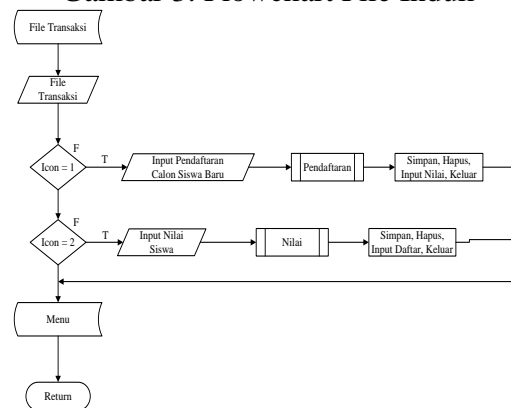 Gambar 3. Flowchart File Induk
File Transaksi
File
Transaksi
F
Icon = 1
T
Input Pendaftaran
Calon Siswa Baru
Pendaftaran
Simpan, Hapus,
Input Nilai, Keluar
F
Icon = 2
T
Input Nilai
Siswa
Nilai
Simpan, Hapus,
Input Daftar, Keluar
Menu
Return